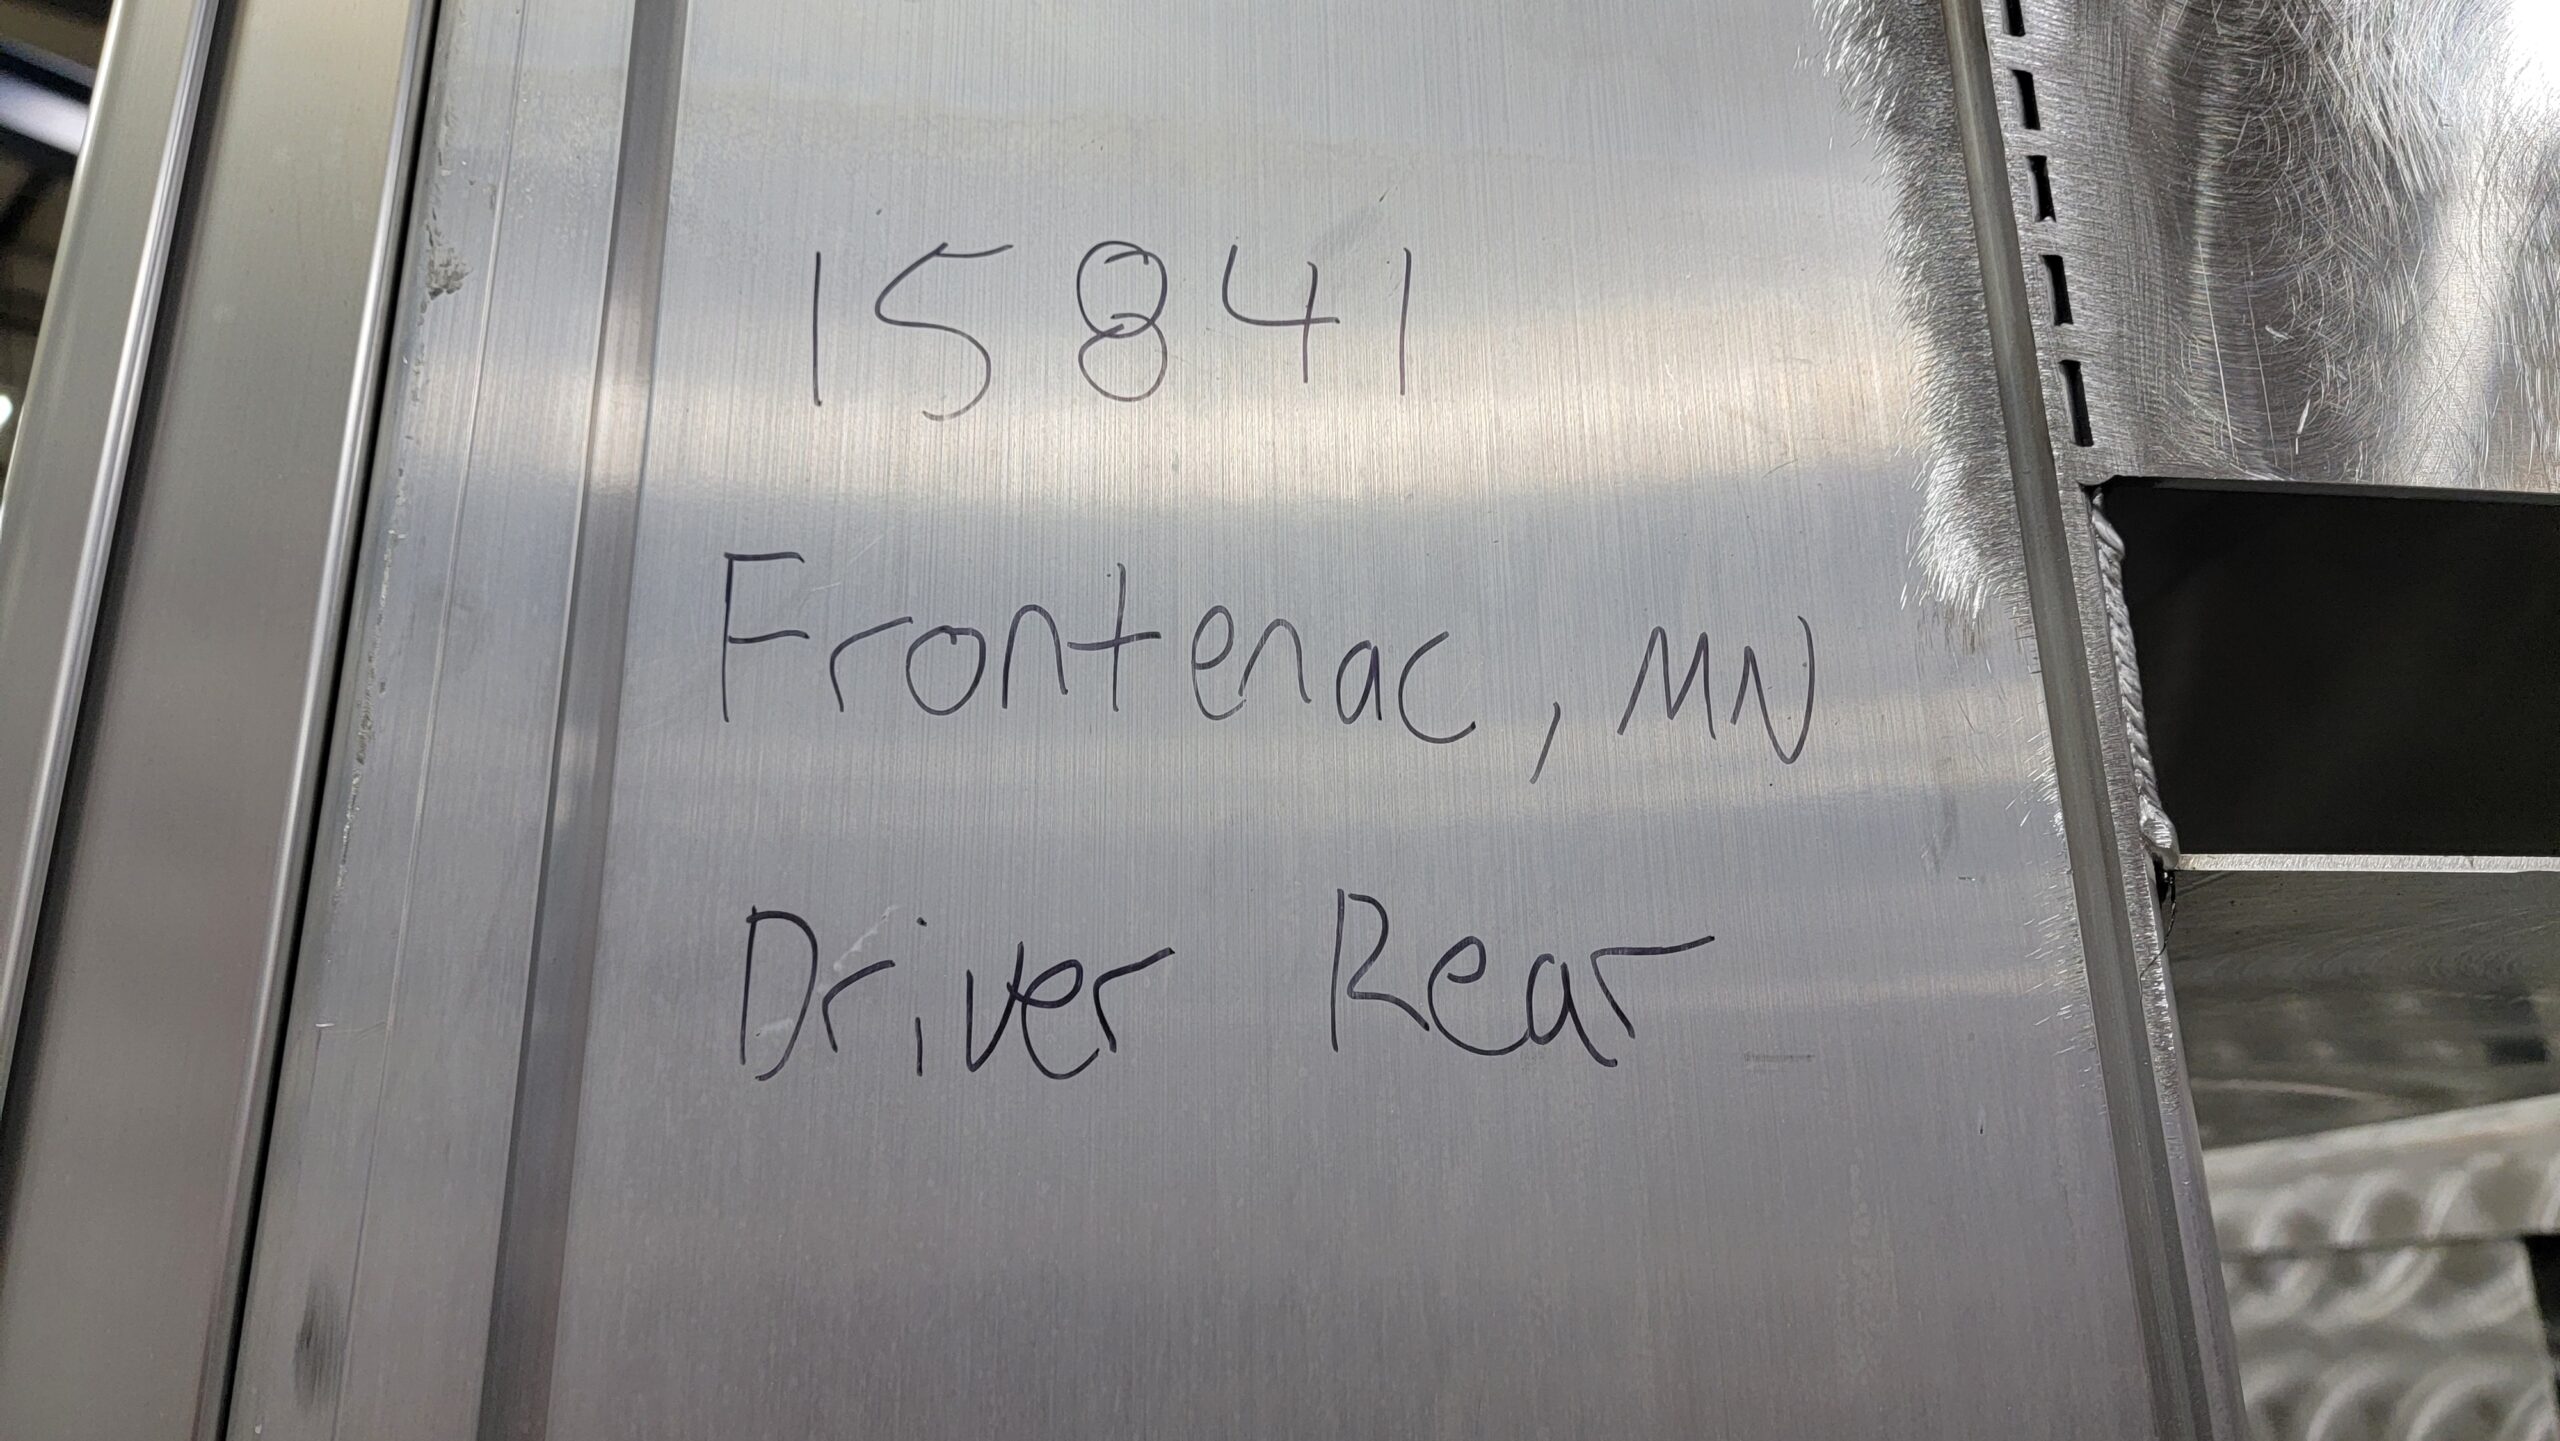 15841
Frontenac, MN
Driver Rear